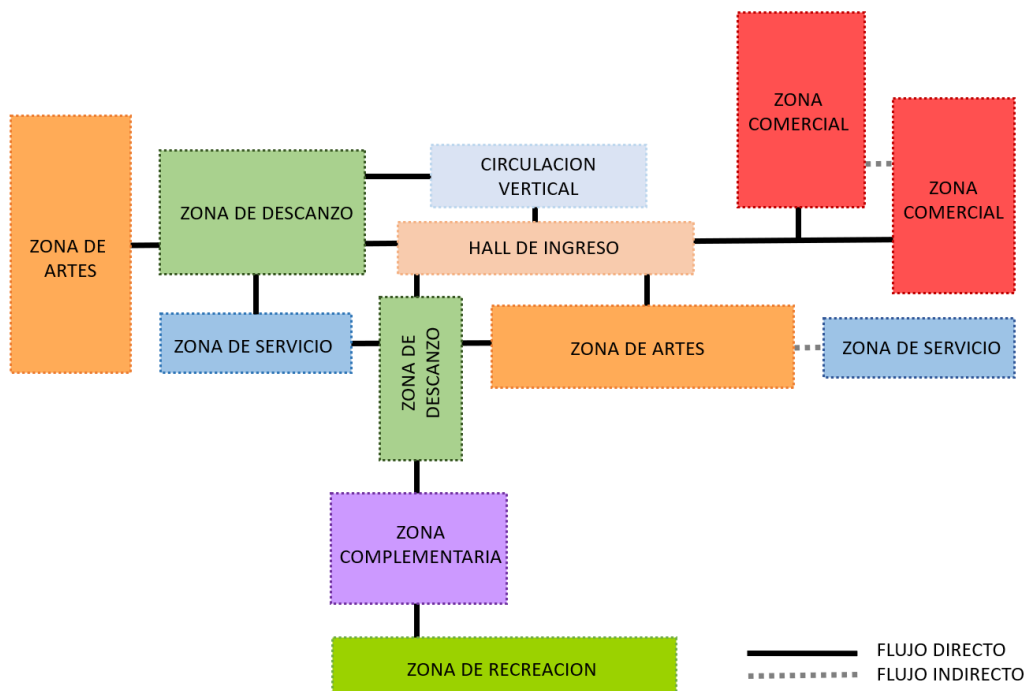 ZONA
COMERCIAL
CIRCULACION
VERTICAL
ZONA
COMERCIAL
ZONA DE DESCANZO
ZONA DE
ARTES
HALL DE INGRESO
ZONA DE SERVICIO
ZONA DE
DESCANZO
ZONA DE ARTES
ZONA DE SERVICIO
ZONA
COMPLEMENTARIA
ZONA DE RECREACION
FLUJO DIRECTO
FLUJO INDIRECTO